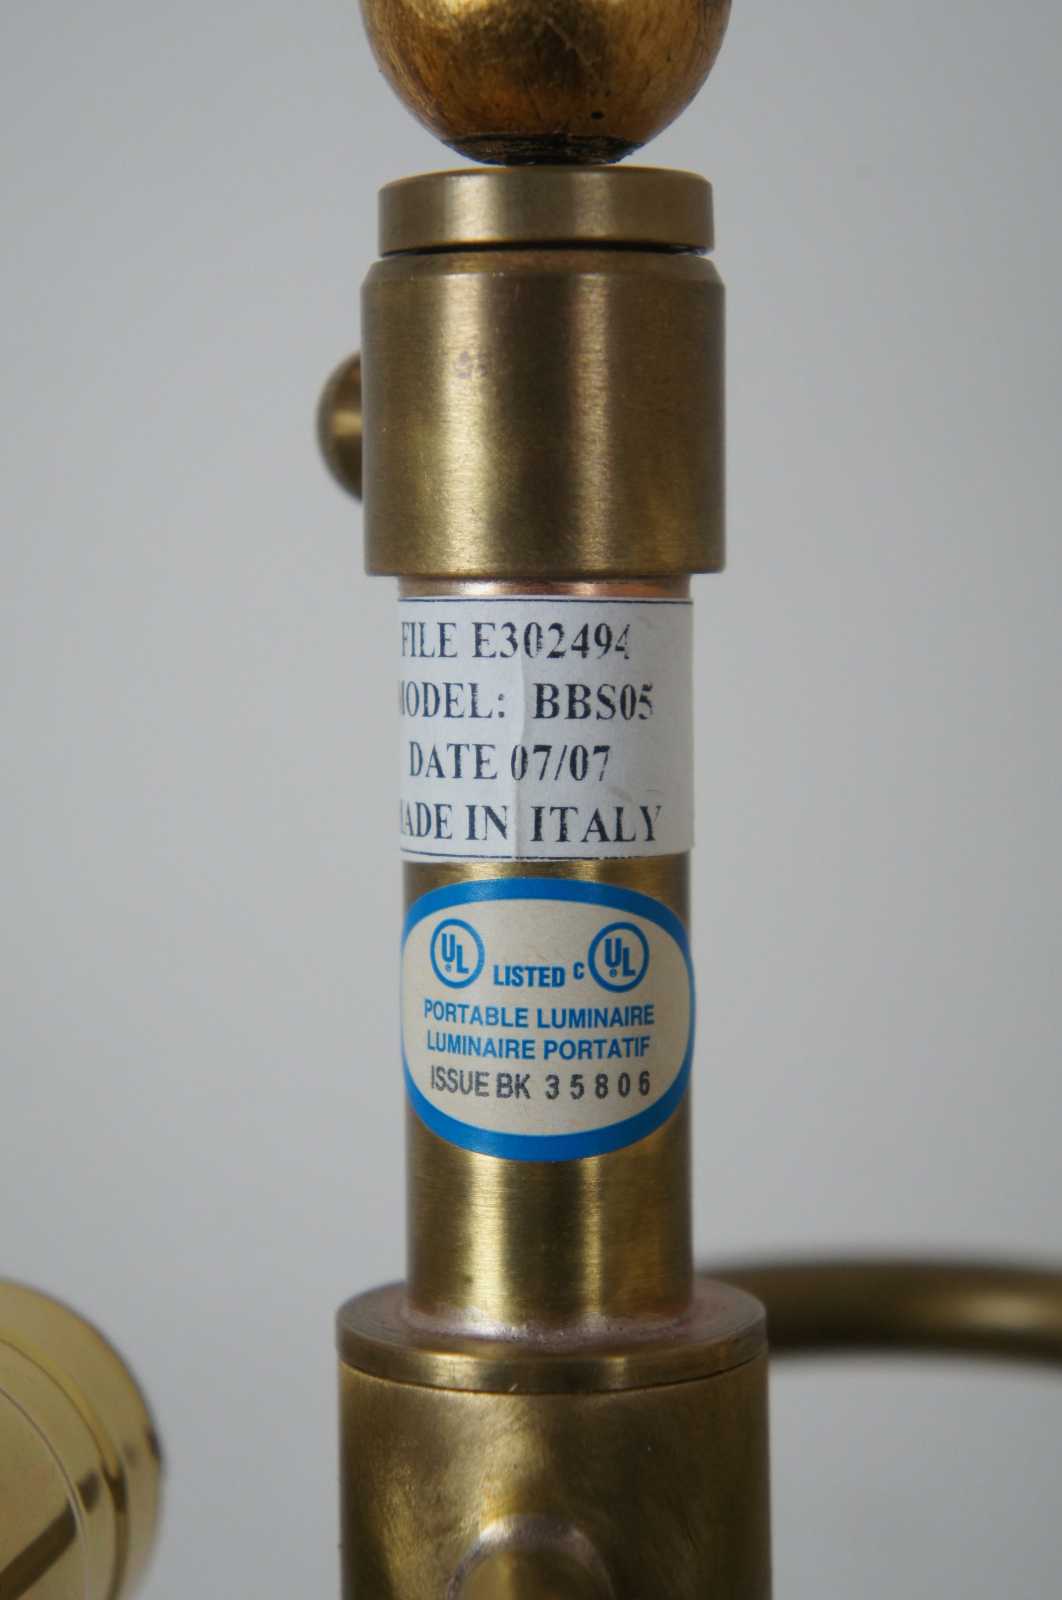 FILE E302494
MODEL: BBS05
DATE 07/07
MADE IN ITALY
UL LISTED C UL
PORTABLE LUMINAIRE
LUMINAIRE PORTATIF
ISSUE BK 35806